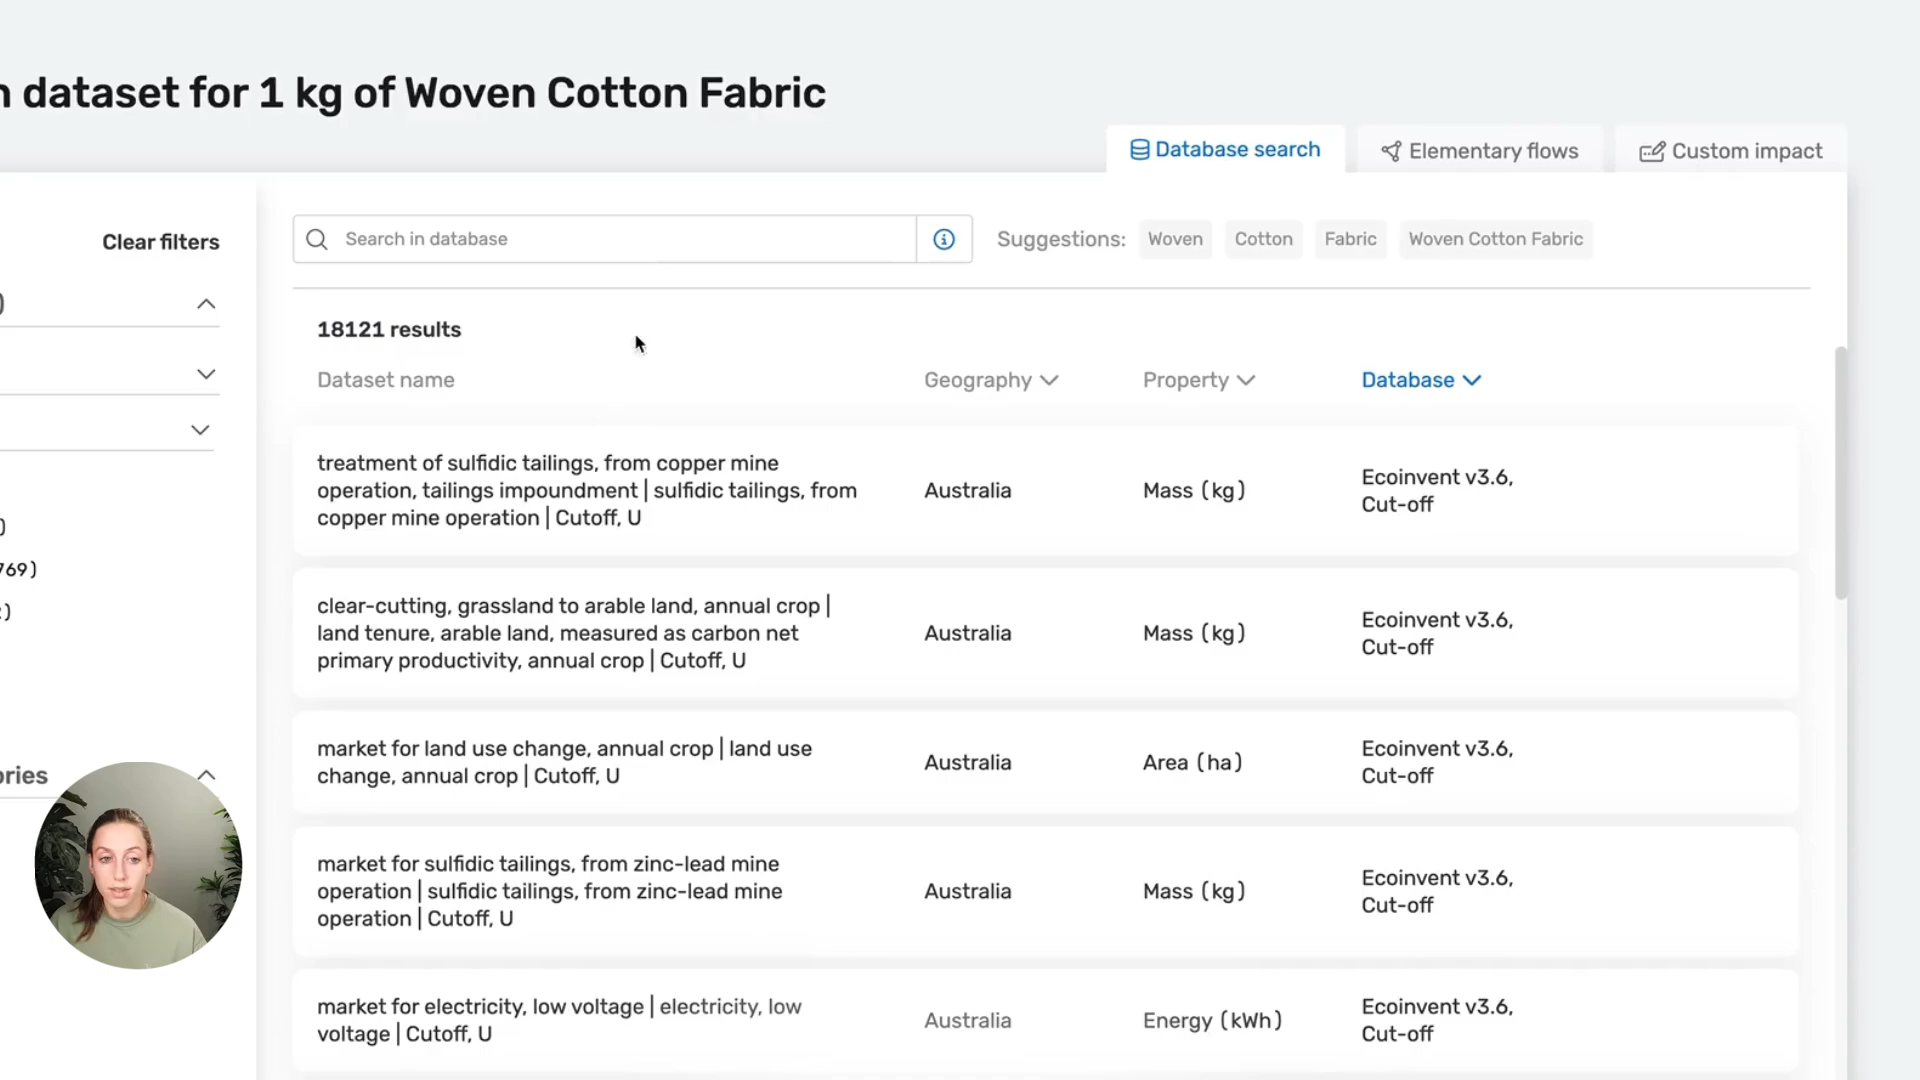 n dataset for 1 kg of Woven Cotton Fabric
Database search
Elementary flows
Custom impact
Clear filters
Search in database
Suggestions:
Woven
Cotton
Fabric
Woven Cotton Fabric
)
18121 results
Dataset name
Geography
Property
Database
treatment of sulfidic tailings, from copper mine
operation, tailings impoundment | sulfidic tailings, from
copper mine operation | Cutoff, U
Australia
Mass (kg)
Ecoinvent v3.6,
Cut-off
)
769)
)
clear-cutting, grassland to arable land, annual crop |
land tenure, arable land, measured as carbon net
primary productivity, annual crop | Cutoff, U
Australia
Mass (kg)
Ecoinvent v3.6,
Cut-off
market for land use change, annual crop | land use
change, annual crop | Cutoff, U
Australia
Area (ha)
Ecoinvent v3.6,
Cut-off
ories
market for sulfidic tailings, from zinc-lead mine
operation | sulfidic tailings, from zinc-lead mine
operation | Cutoff, U
Australia
Mass (kg)
Ecoinvent v3.6,
Cut-off
market for electricity, low voltage | electricity, low
voltage | Cutoff, U
Australia
Energy (kWh)
Ecoinvent v3.6,
Cut-off